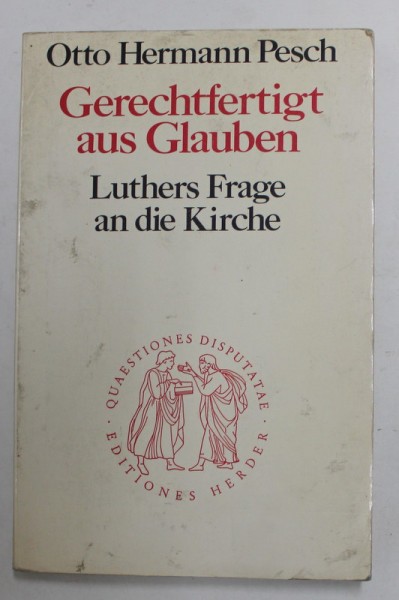 Otto Hermann Pesch
Gerechtfertigt
aus Glauben
Luthers Frage
an die Kirche
QUAESTIONES DISPUTATAE
· EDITIONES HERDER ·